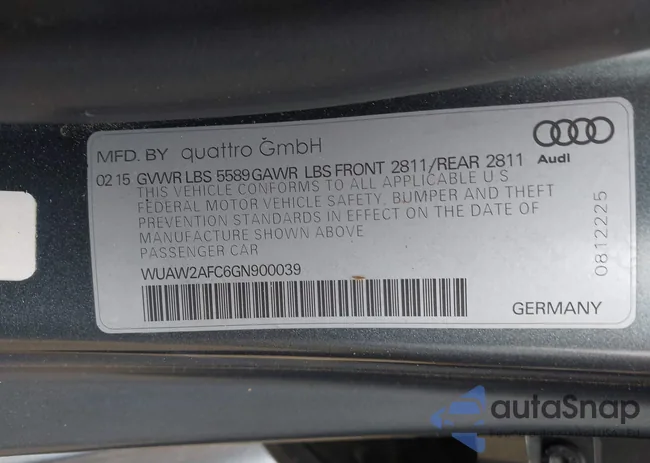 MFD. BY quattro GmbH
Audi
02 15 GVWR LBS 5589 GAWR LBS FRONT 2811/REAR 2811
THIS VEHICLE CONFORMS TO ALL APPLICABLE U S
FEDERAL MOTOR VEHICLE SAFETY, BUMPER AND THEFT
PREVENTION STANDARDS IN EFFECT ON THE DATE OF
MANUFACTURE SHOWN ABOVE
PASSENGER CAR
WUAW2AFC6GN900039
GERMANY
0812225
autaSnap